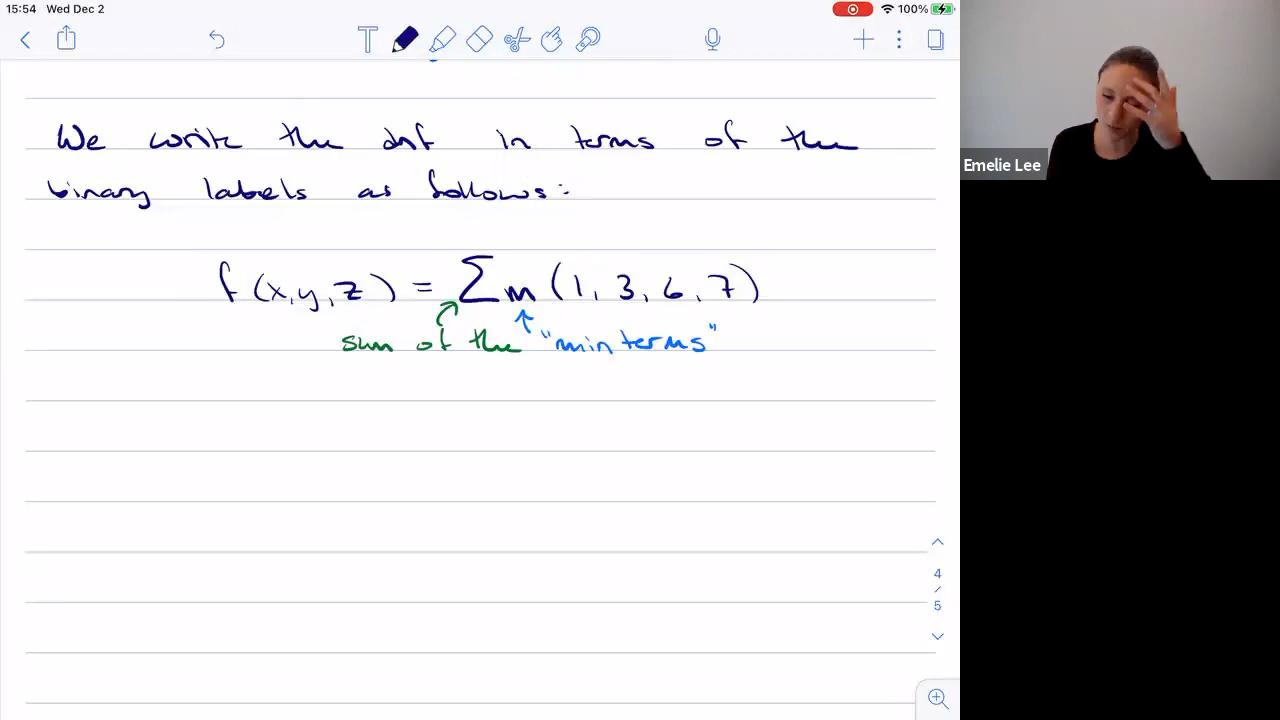 15:54 Wed Dec 2
100%
T
We write the dnf in terms of the
binary labels as follows:
f(x,y,z) = Σm(1, 3, 6, 7)
sum of the "minterms"
Emelie Lee
4
/
5